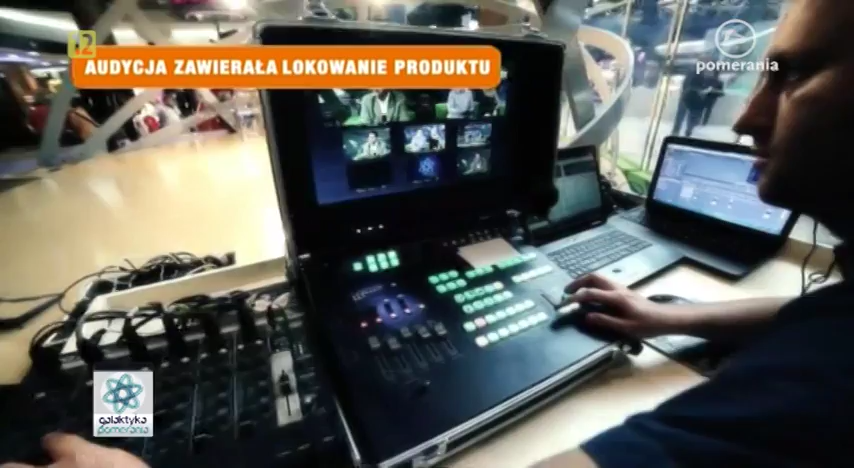 12
AUDYCJA ZAWIERAŁA LOKOWANIE PRODUKTU
pomerania
galaktyka
pomerania